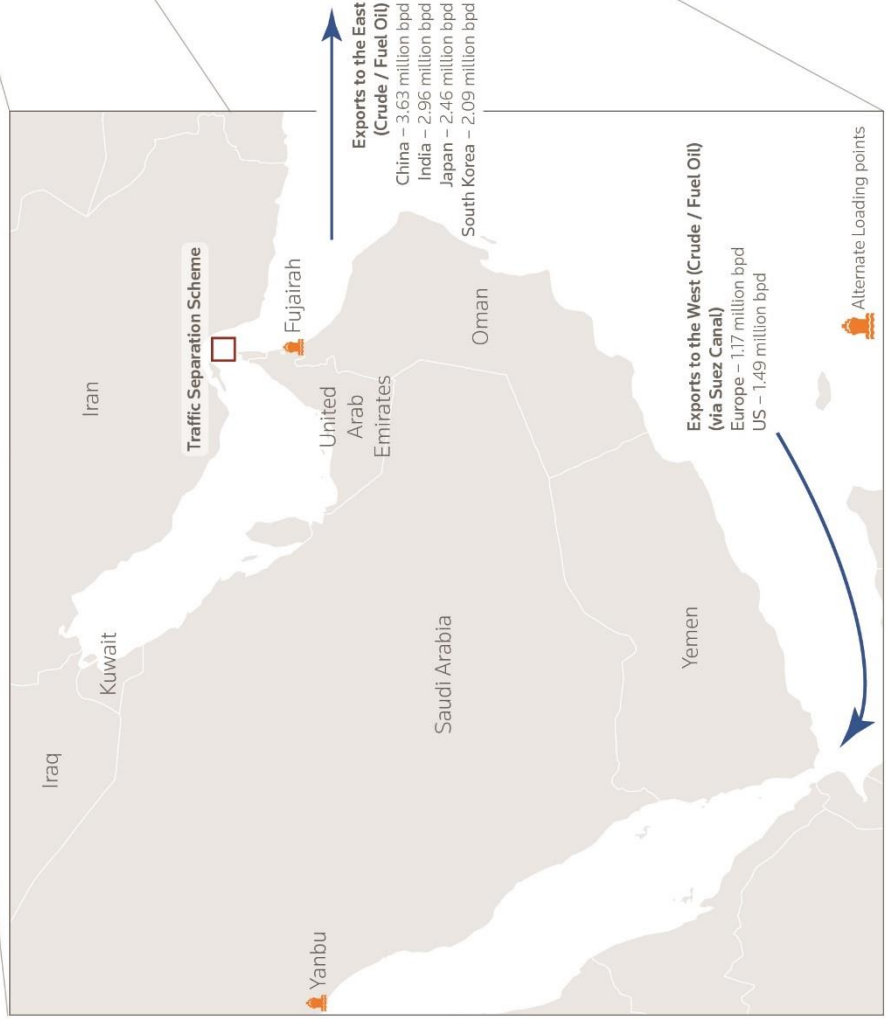 Iraq
Iran
Kuwait
Traffic Separation Scheme
Fujairah
Exports to the East
(Crude / Fuel Oil)
China – 3.63 million bpd
India – 2.96 million bpd
Japan – 2.46 million bpd
South Korea – 2.09 million bpd
United
Arab
Emirates
Yanbu
Saudi Arabia
Oman
Yemen
Exports to the West (Crude / Fuel Oil)
(via Suez Canal)
Europe – 1.17 million bpd
US – 1.49 million bpd
Alternate Loading points